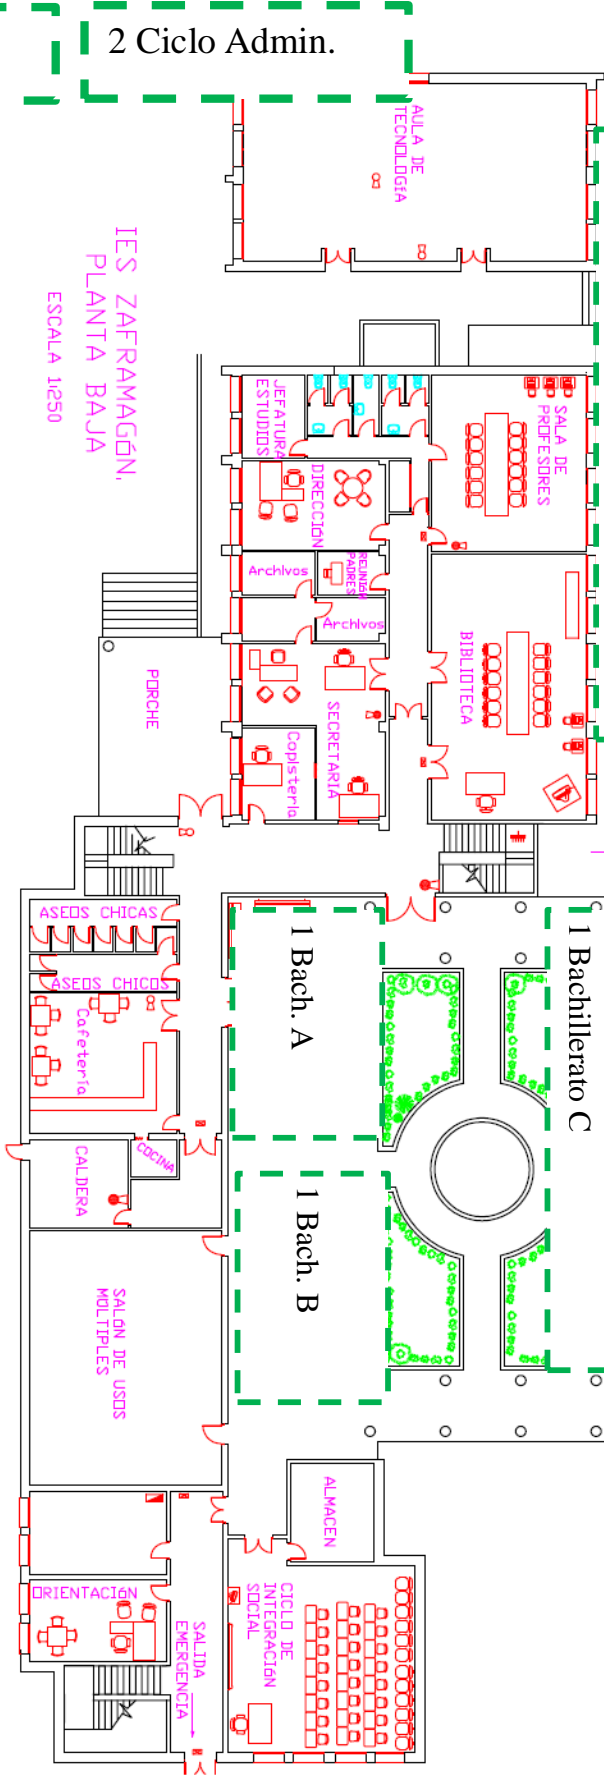 2 Ciclo Admin.
AULA DE
TECNOLOGíA
IES ZAFRAMAGóN.
PLANTA BAJA
ESCALA 1:250
JEFATURA
ESTUDIOS
SALA DE
PROFESORES
DIRECCIóN
Archivos
REUNIóN
PADRES
Archivos
BIBLIOTECA
PORCHE
SECRETARIA
Copistería
ASEOS CHICAS
ASEOS CHICOS
Cafetería
1 Bach. A
1 Bachillerato C
COCINA
CALDERA
1 Bach. B
SALóN DE USOS
MÚLTIPLES
ALMACEN
ORIENTACIóN
SALIDA
EMERGENCIA
CICLO DE
INTEGRACIóN
SOCIAL